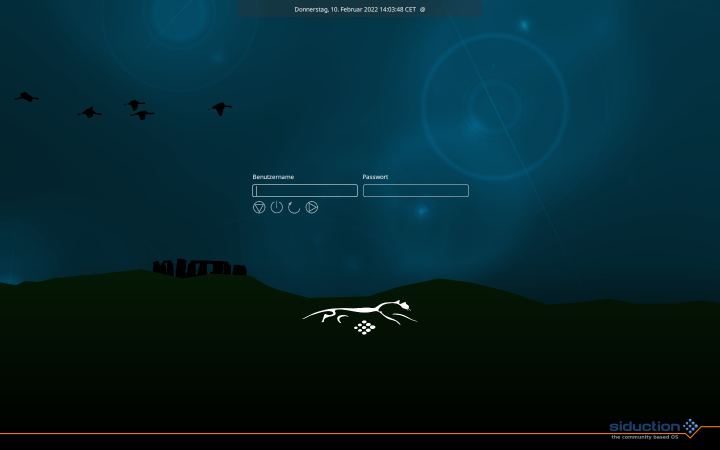 Donnerstag, 10. Februar 2022 14:03:48 CET @
Benutzername Passwort
siduction
the community based OS